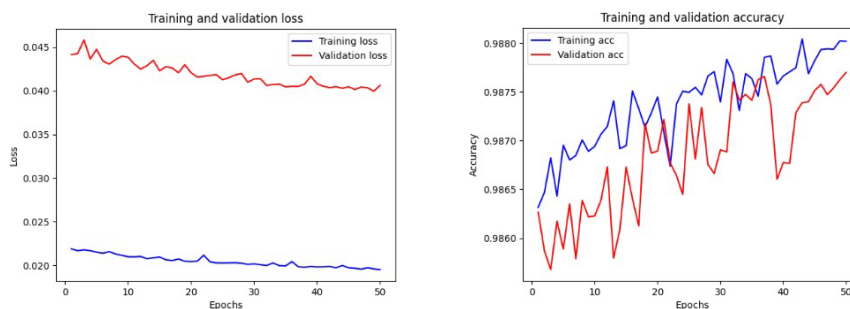 Training and validation loss
0.045
0.040
0.035
0.030
0.025
0.020
Loss
Training loss
Validation loss
0 10 20 30 40 50
Epochs
Training and validation accuracy
0.9880
0.9875
0.9870
0.9865
0.9860
Accuracy
Training acc
Validation acc
0 10 20 30 40 50
Epochs